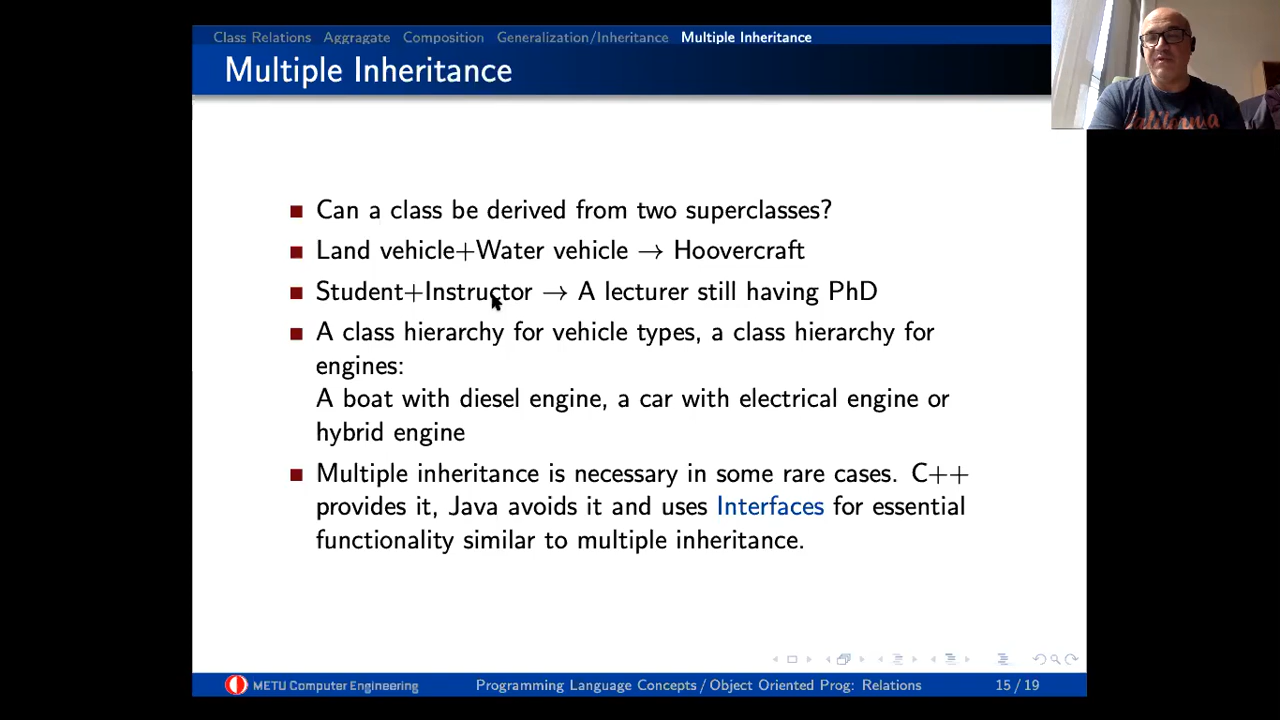 Class Relations Aggragate Composition Generalization/Inheritance Multiple Inheritance
Multiple Inheritance
Can a class be derived from two superclasses?
Land vehicle+Water vehicle → Hoovercraft
Student+Instructor → A lecturer still having PhD
A class hierarchy for vehicle types, a class hierarchy for
engines:
A boat with diesel engine, a car with electrical engine or
hybrid engine
Multiple inheritance is necessary in some rare cases. C++
provides it, Java avoids it and uses Interfaces for essential
functionality similar to multiple inheritance.
METU Computer Engineering Programming Language Concepts / Object Oriented Prog: Relations 15 / 19
California